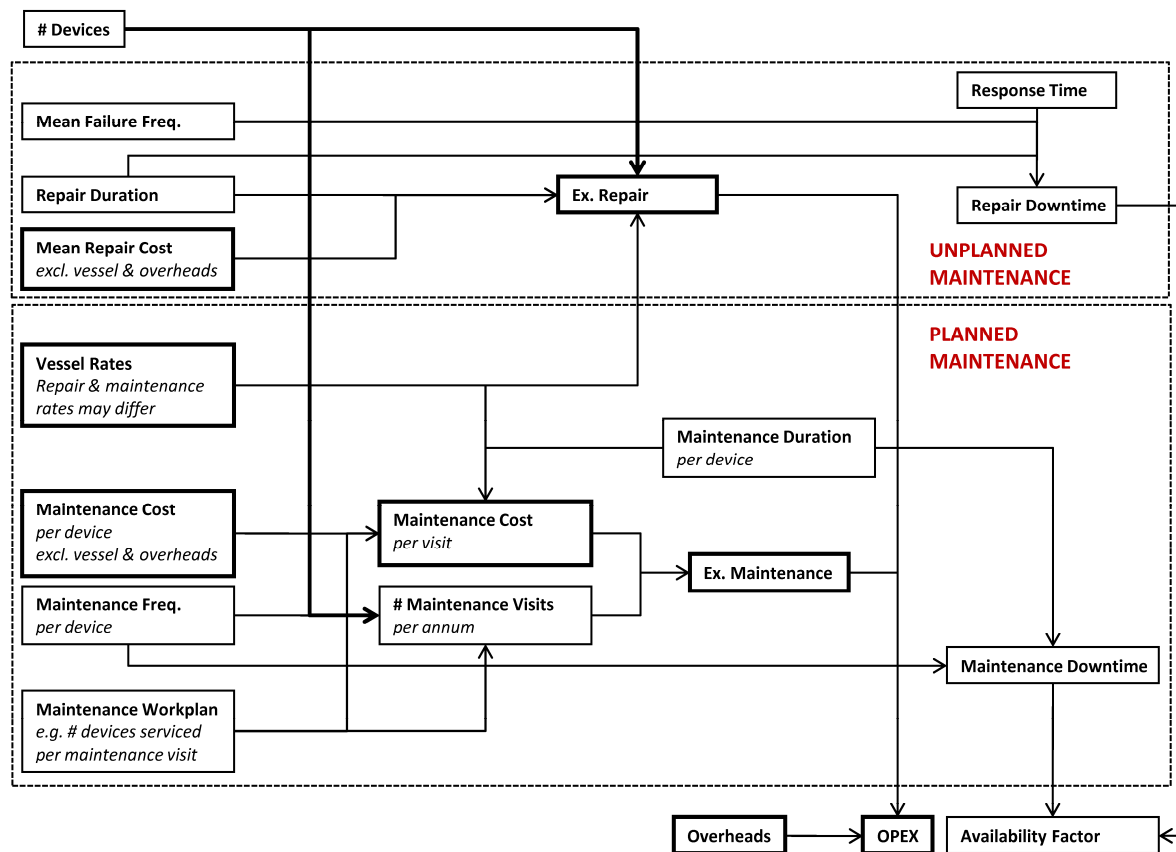 # Devices
Response Time
Mean Failure Freq.
Repair Duration
Ex. Repair
Repair Downtime
Mean Repair Cost
excl. vessel & overheads
UNPLANNED
MAINTENANCE
PLANNED
MAINTENANCE
Vessel Rates
Repair & maintenance
rates may differ
Maintenance Duration
per device
Maintenance Cost
per device
excl. vessel & overheads
Maintenance Cost
per visit
Ex. Maintenance
Maintenance Freq.
per device
# Maintenance Visits
per annum
Maintenance Downtime
Maintenance Workplan
e.g. # devices serviced
per maintenance visit
Overheads
OPEX
Availability Factor